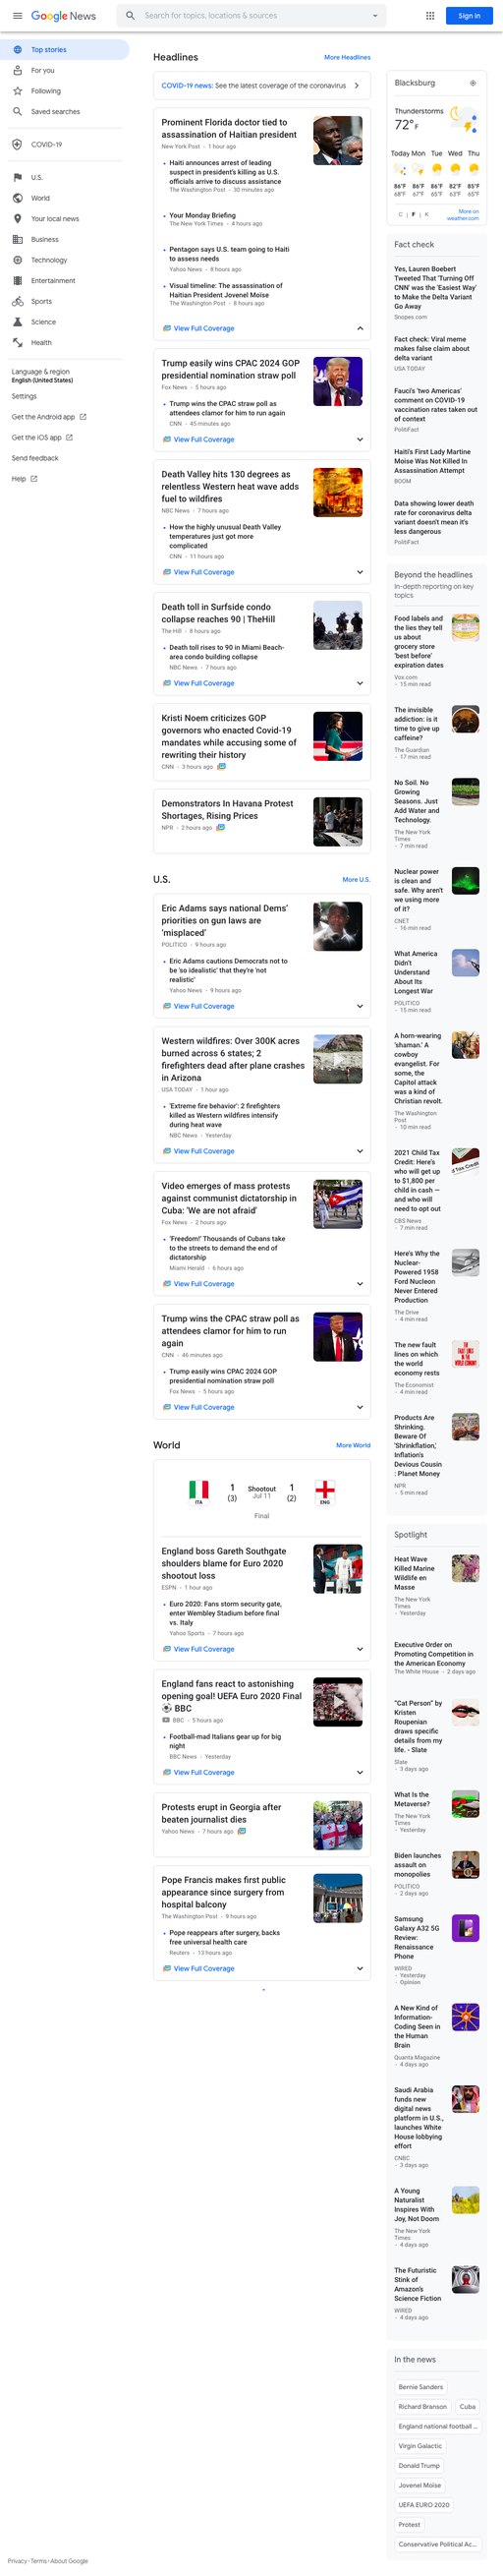 Google News
Search for topics, locations & sources
Sign in
Top stories
For you
Following
Saved searches
COVID-19
U.S.
World
Your local news
Business
Technology
Entertainment
Sports
Science
Health
Language & region
English (United States)
Settings
Get the Android app
Get the iOS app
Send feedback
Help
Headlines
More Headlines
COVID-19 news: See the latest coverage of the coronavirus
Prominent Florida doctor tied to
assassination of Haitian president
New York Post · 1 hour ago
Haiti announces arrest of leading
suspect in president's killing as U.S.
officials arrive to discuss assistance
The Washington Post · 30 minutes ago
Your Monday Briefing
The New York Times · 4 hours ago
Pentagon says U.S. team going to Haiti
to assess needs
Yahoo News · 8 hours ago
Visual timeline: The assassination of
Haitian President Jovenel Moïse
The Washington Post · 8 hours ago
View Full Coverage
Trump easily wins CPAC 2024 GOP
presidential nomination straw poll
Fox News · 5 hours ago
Trump wins the CPAC straw poll as
attendees clamor for him to run again
CNN · 45 minutes ago
View Full Coverage
Death Valley hits 130 degrees as
relentless Western heat wave adds
fuel to wildfires
NBC News · 7 hours ago
How the highly unusual Death Valley
temperatures just got more
complicated
CNN · 11 hours ago
View Full Coverage
Death toll in Surfside condo
collapse reaches 90 | TheHill
The Hill · 8 hours ago
Death toll rises to 90 in Miami Beach-
area condo building collapse
NBC News · 7 hours ago
View Full Coverage
Kristi Noem criticizes GOP
governors who enacted Covid-19
mandates while accusing some of
rewriting their history
CNN · 3 hours ago
Demonstrators In Havana Protest
Shortages, Rising Prices
NPR · 2 hours ago
U.S.
More U.S.
Eric Adams says national Dems'
priorities on gun laws are
'misplaced'
POLITICO · 9 hours ago
Eric Adams cautions Democrats not to
be 'so idealistic' that they're 'not
realistic'
Yahoo News · 9 hours ago
View Full Coverage
Western wildfires: Over 300K acres
burned across 6 states; 2
firefighters dead after plane crashes
in Arizona
USA TODAY · 1 hour ago
'Extreme fire behavior': 2 firefighters
killed as Western wildfires intensify
during heat wave
NBC News · Yesterday
View Full Coverage
Video emerges of mass protests
against communist dictatorship in
Cuba: 'We are not afraid'
Fox News · 2 hours ago
'Freedom!' Thousands of Cubans take
to the streets to demand the end of
dictatorship
Miami Herald · 6 hours ago
View Full Coverage
Trump wins the CPAC straw poll as
attendees clamor for him to run
again
CNN · 46 minutes ago
Trump easily wins CPAC 2024 GOP
presidential nomination straw poll
Fox News · 5 hours ago
View Full Coverage
World
More World
1 Shootout 1
(3) Jul 11 (2)
ITA ENG
Final
England boss Gareth Southgate
shoulders blame for Euro 2020
shootout loss
ESPN · 1 hour ago
Euro 2020: Fans storm security gate,
enter Wembley Stadium before final
vs. Italy
Yahoo Sports · 7 hours ago
View Full Coverage
England fans react to astonishing
opening goal! UEFA Euro 2020 Final
⚽ BBC
BBC · 5 hours ago
Football-mad Italians gear up for big
night
BBC News · Yesterday
View Full Coverage
Protests erupt in Georgia after
beaten journalist dies
Yahoo News · 7 hours ago
Pope Francis makes first public
appearance since surgery from
hospital balcony
The Washington Post · 9 hours ago
Pope reappears after surgery, backs
free universal health care
Reuters · 13 hours ago
View Full Coverage
Blacksburg
Thunderstorms
72° F
Today Mon Tue Wed Thu
86°F 86°F 86°F 82°F 85°F
68°F 67°F 65°F 63°F 65°F
C | F | K
More on
weather.com
Fact check
Yes, Lauren Boebert
Tweeted That 'Turning Off
CNN' was the 'Easiest Way'
to Make the Delta Variant
Go Away
Snopes.com
Fact check: Viral meme
makes false claim about
delta variant
USA TODAY
Fauci's 'two Americas'
comment on COVID-19
vaccination rates taken out
of context
PolitiFact
Haiti's First Lady Martine
Moise Was Not Killed In
Assassination Attempt
BOOM
Data showing lower death
rate for coronavirus delta
variant doesn't mean it's
less dangerous
PolitiFact
Beyond the headlines
In-depth reporting on key
topics
Food labels and
the lies they tell
us about
grocery store
'best before'
expiration dates
Vox.com
· 15 min read
The invisible
addiction: is it
time to give up
caffeine?
The Guardian
· 17 min read
No Soil. No
Growing
Seasons. Just
Add Water and
Technology.
The New York
Times
· 7 min read
Nuclear power
is clean and
safe. Why aren't
we using more
of it?
CNET
· 16 min read
What America
Didn't
Understand
About Its
Longest War
POLITICO
· 15 min read
A horn-wearing
'shaman.' A
cowboy
evangelist. For
some, the
Capitol attack
was a kind of
Christian revolt.
The Washington
Post
· 10 min read
2021 Child Tax
Credit: Here's
who will get up
to $1,800 per
child in cash —
and who will
need to opt out
CBS News
· 7 min read
Here's Why the
Nuclear-
Powered 1958
Ford Nucleon
Never Entered
Production
The Drive
· 4 min read
The new fault
lines on which
the world
economy rests
The Economist
· 4 min read
Products Are
Shrinking.
Beware Of
'Shrinkflation,'
Inflation's
Devious Cousin
: Planet Money
NPR
· 5 min read
Spotlight
Heat Wave
Killed Marine
Wildlife en
Masse
The New York
Times
· Yesterday
Executive Order on
Promoting Competition in
the American Economy
The White House · 2 days ago
"Cat Person" by
Kristen
Roupenian
draws specific
details from my
life. - Slate
Slate
· 3 days ago
What Is the
Metaverse?
The New York
Times
· Yesterday
Biden launches
assault on
monopolies
POLITICO
· 2 days ago
Samsung
Galaxy A32 5G
Review:
Renaissance
Phone
WIRED
· Yesterday
· Opinion
A New Kind of
Information-
Coding Seen in
the Human
Brain
Quanta Magazine
· 4 days ago
Saudi Arabia
funds new
digital news
platform in U.S.,
launches White
House lobbying
effort
CNBC
· 3 days ago
A Young
Naturalist
Inspires With
Joy, Not Doom
The New York
Times
· 4 days ago
The Futuristic
Stink of
Amazon's
Science Fiction
WIRED
· 4 days ago
In the news
Bernie Sanders
Richard Branson
Cuba
England national football ...
Virgin Galactic
Donald Trump
Jovenel Moïse
UEFA EURO 2020
Protest
Conservative Political Ac...
Privacy · Terms · About Google